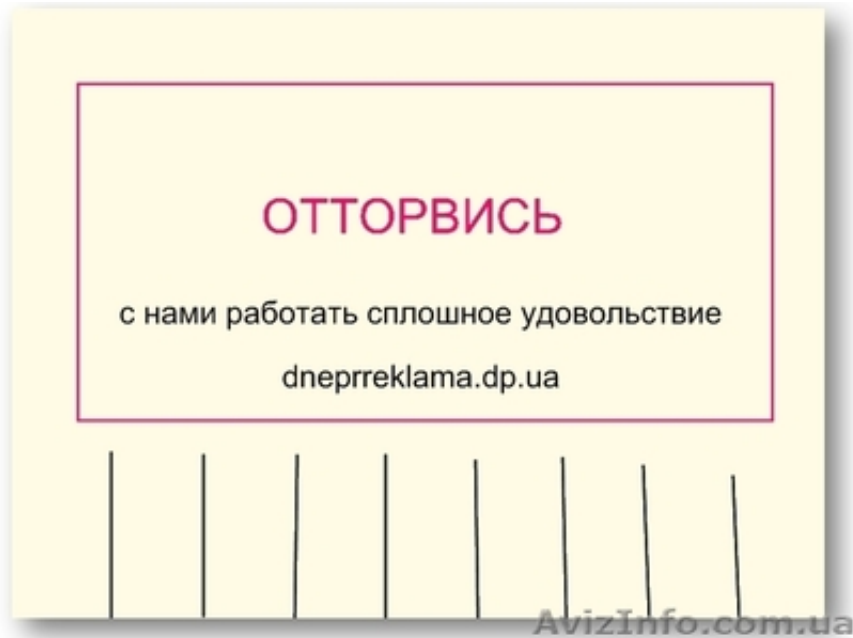 ОТТОРВИСЬ
с нами работать сплошное удовольствие
dneprreklama.dp.ua
AvizInfo.com.ua